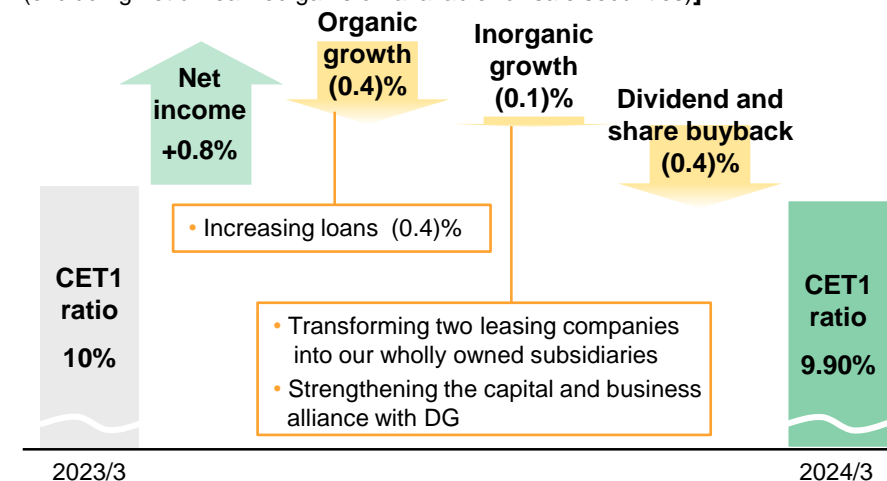 Organic
growth
(0.4)%
Net
income
+0.8%
Inorganic
growth
(0.1)%
Dividend and
share buyback
(0.4)%
• Increasing loans (0.4)%
CET1
ratio
10%
• Transforming two leasing companies
into our wholly owned subsidiaries
• Strengthening the capital and business
alliance with DG
CET1
ratio
9.90%
2023/3
2024/3